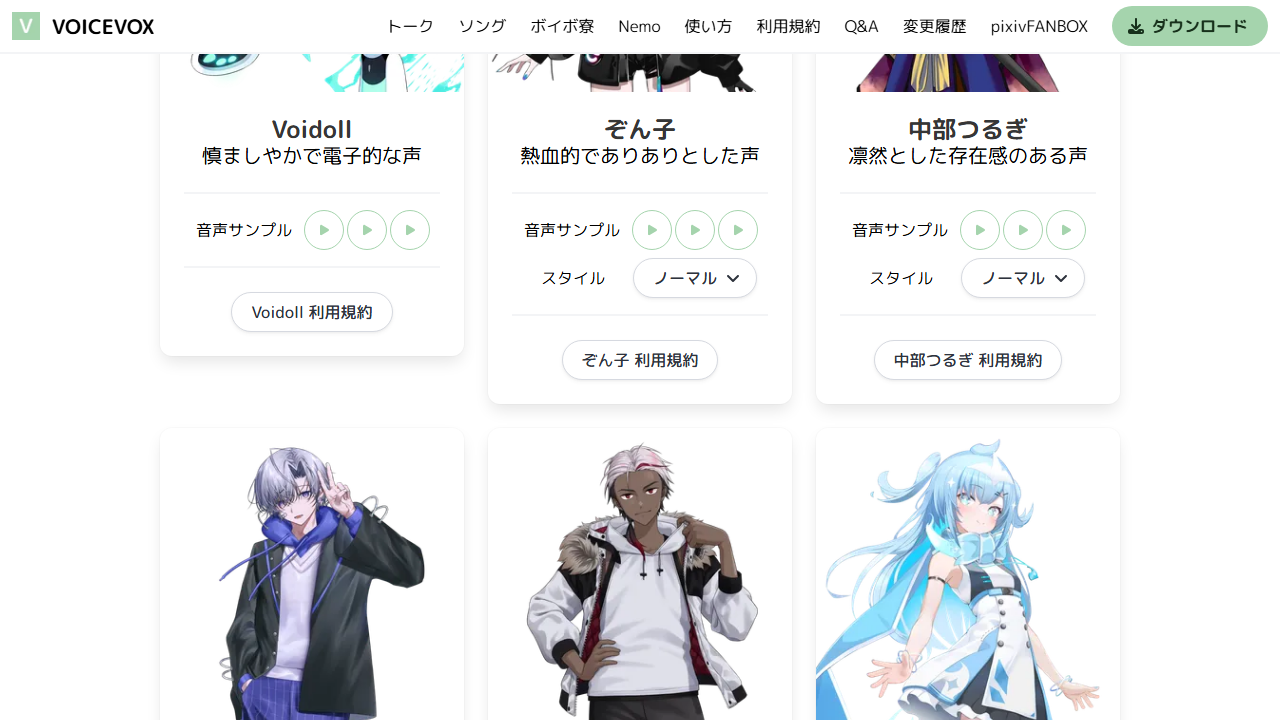 V VOICEVOX トーク ソング ボイボ寮 Nemo 使い方 利用規約 Q&A 変更履歴 pixivFANBOX ダウンロード
Voidoll
慎ましやかで電子的な声
音声サンプル
Voidoll 利用規約
ぞん子
熱血的でありありとした声
音声サンプル
スタイル ノーマル
ぞん子 利用規約
中部つるぎ
凛然とした存在感のある声
音声サンプル
スタイル ノーマル
中部つるぎ 利用規約